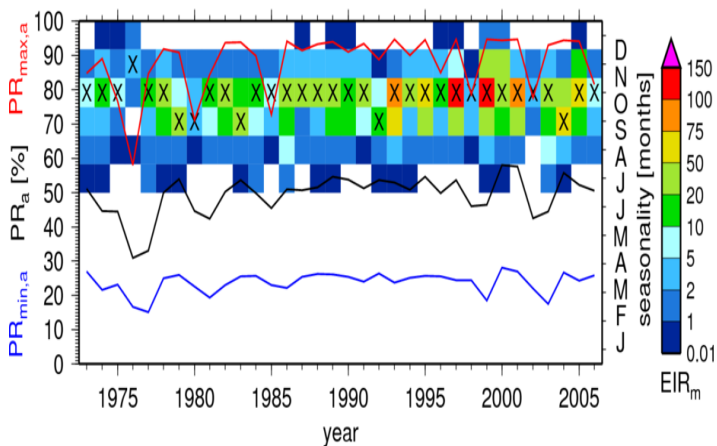 PRmax,a
PRa [%]
PRmin,a
100
90
80
70
60
50
40
30
20
10
0
X X X X X X X X X X X X X X X X X X X X X X X X X X X X X X X X X X
D
N
O
S
A
J
J
M
A
M
F
J
seasonality [months]
150
100
75
50
20
10
5
2
1
0.01
EIRm
1975 1980 1985 1990 1995 2000 2005
year